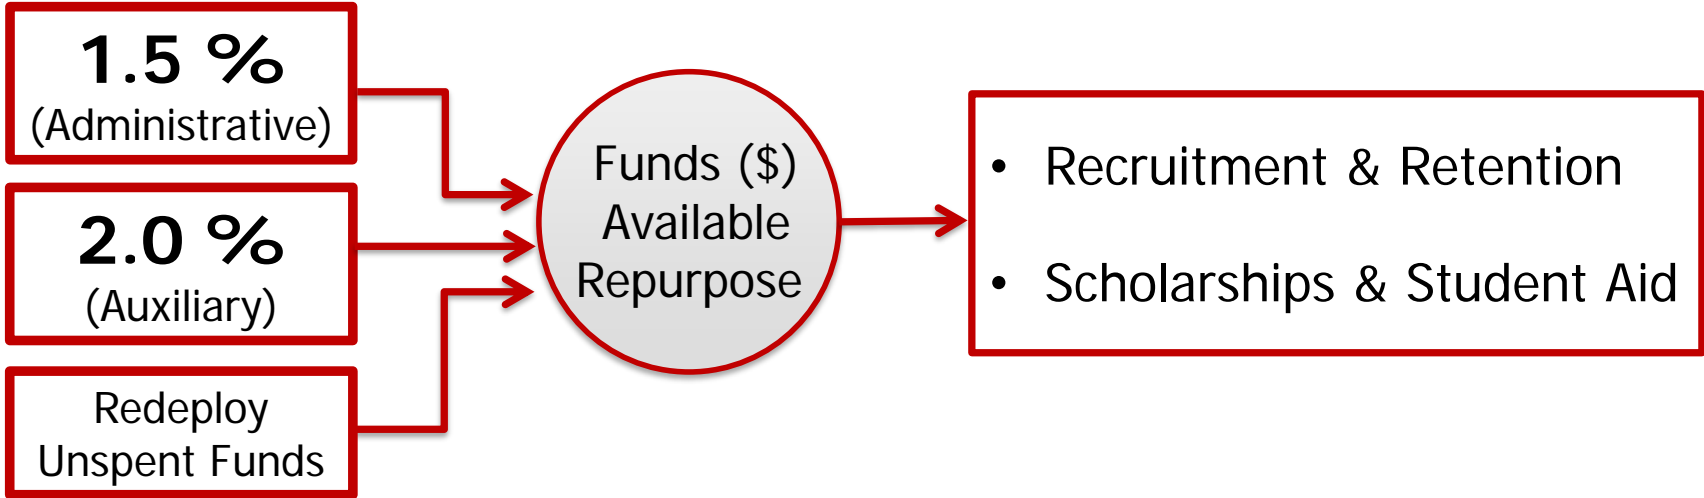 1.5 %
(Administrative)
2.0 %
(Auxiliary)
Redeploy
Unspent Funds
Funds ($)
Available
Repurpose
• Recruitment & Retention
• Scholarships & Student Aid